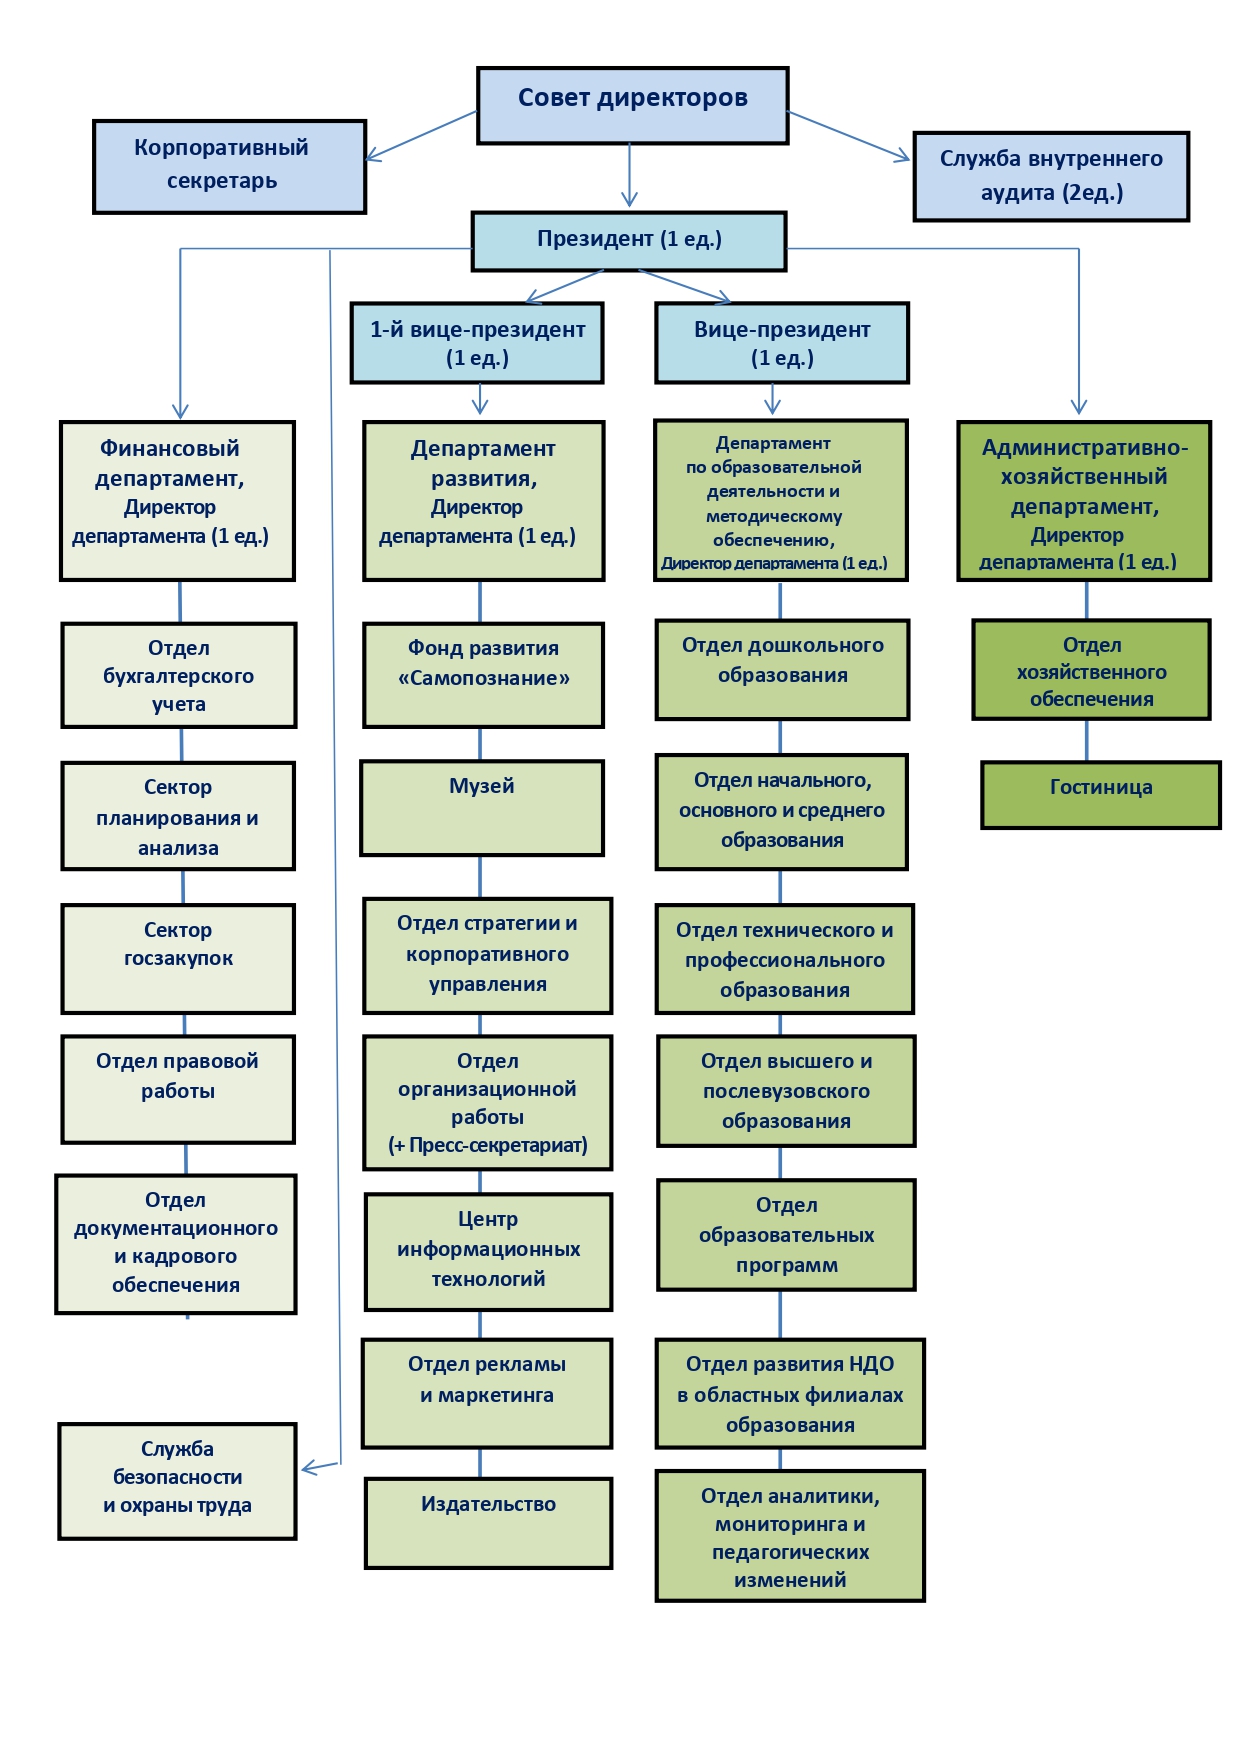 Совет директоров
Корпоративный
секретарь
Служба внутреннего
аудита (2ед.)
Президент (1 ед.)
1-й вице-президент
(1 ед.)
Вице-президент
(1 ед.)
Финансовый
департамент,
Директор
департамента (1 ед.)
Департамент
развития,
Директор
департамента (1 ед.)
Департамент
по образовательной
деятельности и
методическому
обеспечению,
Директор департамента (1 ед.)
Административно-
хозяйственный
департамент,
Директор
департамента (1 ед.)
Отдел
бухгалтерского
учета
Сектор
планирования и
анализа
Сектор
госзакупок
Отдел правовой
работы
Отдел
документационного
и кадрового
обеспечения
Служба
безопасности
и охраны труда
Фонд развития
«Самопознание»
Музей
Отдел стратегии и
корпоративного
управления
Отдел
организационной
работы
(+ Пресс-секретариат)
Центр
информационных
технологий
Отдел рекламы
и маркетинга
Издательство
Отдел дошкольного
образования
Отдел начального,
основного и среднего
образования
Отдел технического и
профессионального
образования
Отдел высшего и
послевузовского
образования
Отдел
образовательных
программ
Отдел развития НДО
в областных филиалах
образования
Отдел аналитики,
мониторинга и
педагогических
изменений
Отдел
хозяйственного
обеспечения
Гостиница